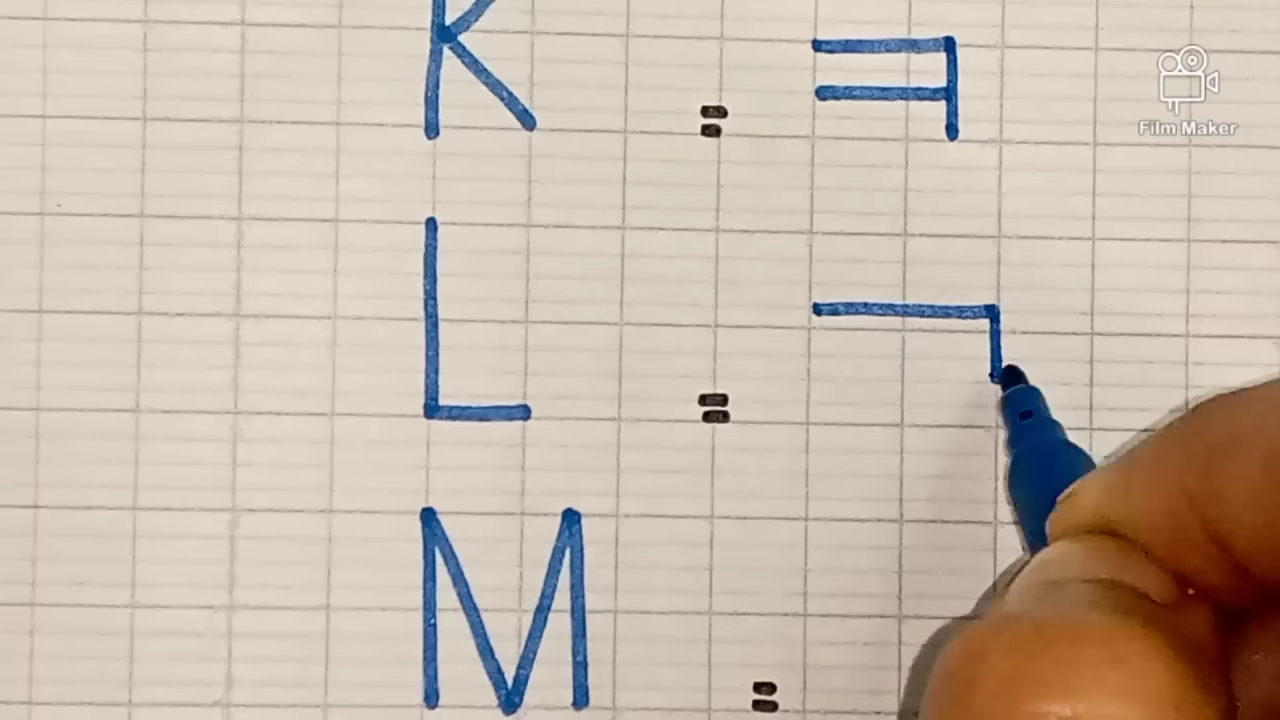 K = ㅋ
L =
M =
Film Maker